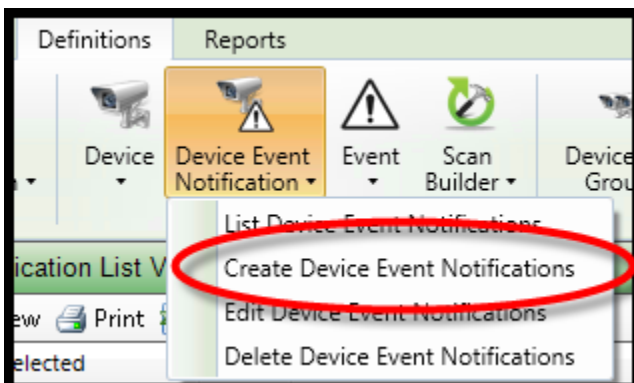 Definitions Reports
Device Device Event Notification Event Scan Builder Device Grou
List Device Event Notifications
ication List V
Create Device Event Notifications
ew Print
Edit Device Event Notifications
elected
Delete Device Event Notifications